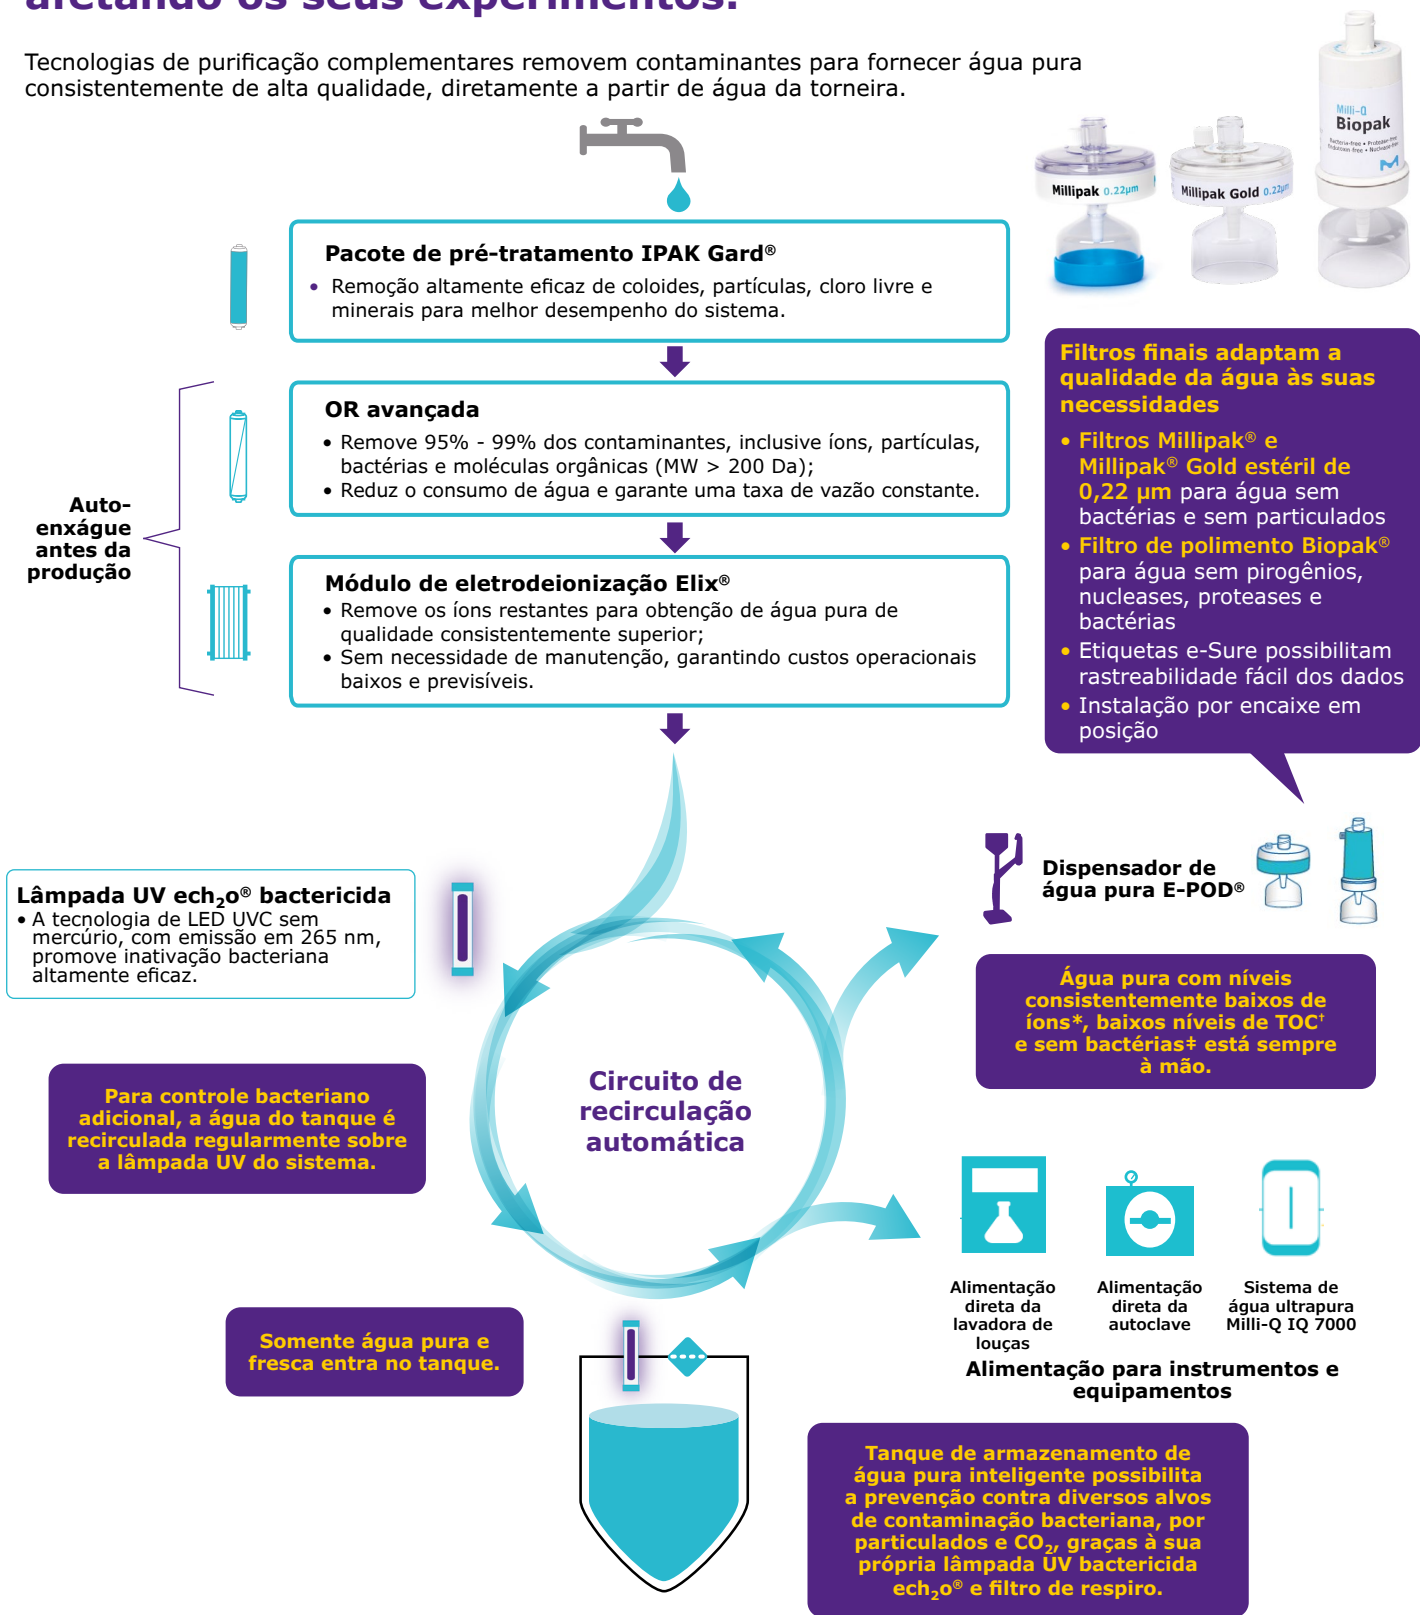 afetando os seus experimentos.
Tecnologias de purificação complementares removem contaminantes para fornecer água pura
consistentemente de alta qualidade, diretamente a partir de água da torneira.
Milli-Q
Biopak
Bacteria-free • Protease-free
Endotoxin free • Nuclease-free
Millipak 0.22µm
Millipak Gold 0.22µm
Pacote de pré-tratamento IPAK Gard®
• Remoção altamente eficaz de coloides, partículas, cloro livre e
minerais para melhor desempenho do sistema.
OR avançada
• Remove 95% - 99% dos contaminantes, inclusive íons, partículas,
bactérias e moléculas orgânicas (MW > 200 Da);
• Reduz o consumo de água e garante uma taxa de vazão constante.
Auto-
enxágue
antes da
produção
Módulo de eletrodeionização Elix®
• Remove os íons restantes para obtenção de água pura de
qualidade consistentemente superior;
• Sem necessidade de manutenção, garantindo custos operacionais
baixos e previsíveis.
Filtros finais adaptam a
qualidade da água às suas
necessidades
• Filtros Millipak® e
Millipak® Gold estéril de
0,22 µm para água sem
bactérias e sem particulados
• Filtro de polimento Biopak®
para água sem pirogênios,
nucleases, proteases e
bactérias
• Etiquetas e-Sure possibilitam
rastreabilidade fácil dos dados
• Instalação por encaixe em
posição
Lâmpada UV ech₂o® bactericida
• A tecnologia de LED UVC sem
mercúrio, com emissão em 265 nm,
promove inativação bacteriana
altamente eficaz.
Dispensador de
água pura E-POD®
Água pura com níveis
consistentemente baixos de
íons*, baixos níveis de TOC†
e sem bactérias‡ está sempre
à mão.
Para controle bacteriano
adicional, a água do tanque é
recirculada regularmente sobre
a lâmpada UV do sistema.
Circuito de
recirculação
automática
Alimentação
direta da
lavadora de
louças
Alimentação
direta da
autoclave
Sistema de
água ultrapura
Milli-Q IQ 7000
Alimentação para instrumentos e
equipamentos
Somente água pura e
fresca entra no tanque.
Tanque de armazenamento de
água pura inteligente possibilita
a prevenção contra diversos alvos
de contaminação bacteriana, por
particulados e CO₂, graças à sua
própria lâmpada UV bactericida
ech₂o® e filtro de respiro.